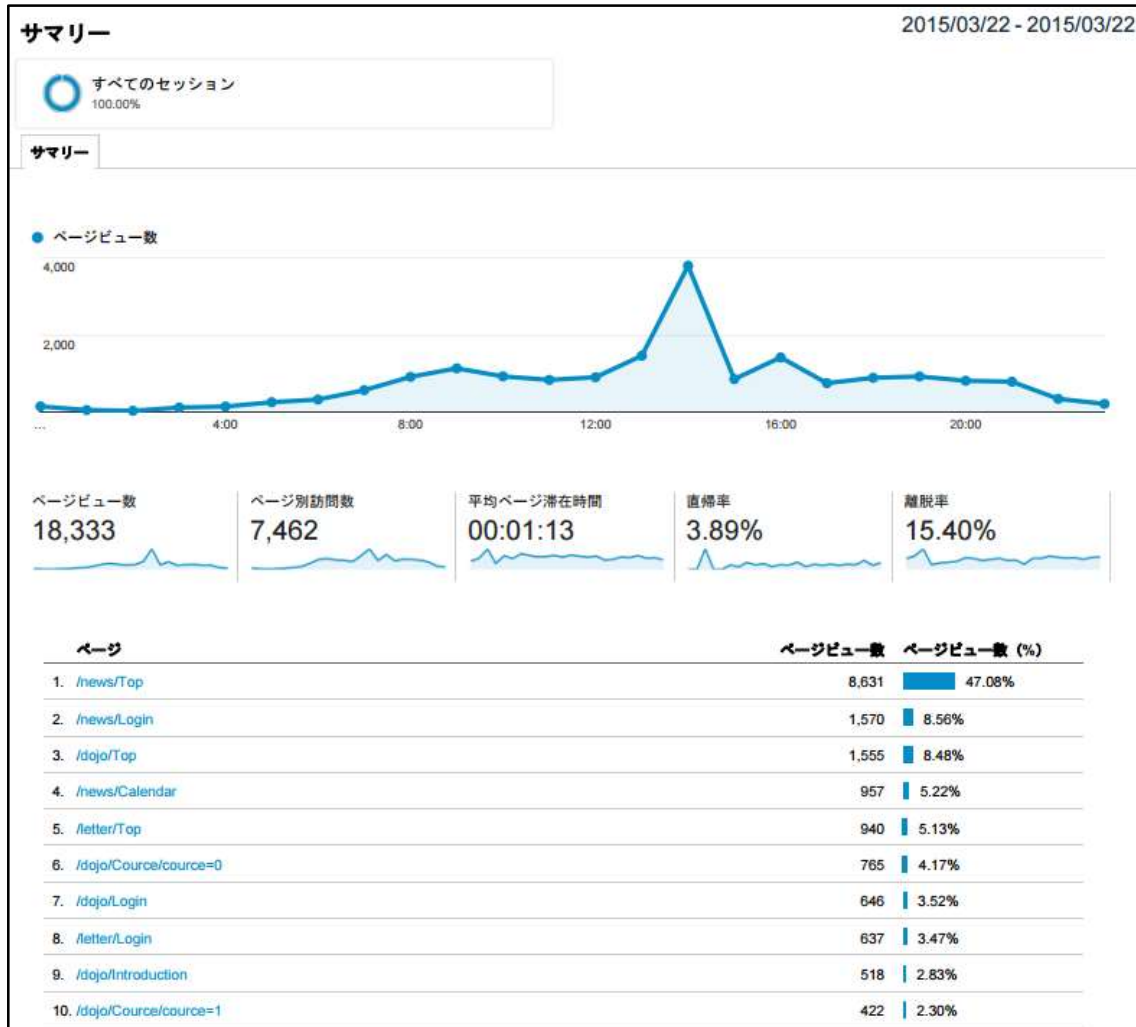 サマリー
2015/03/22 - 2015/03/22
すべてのセッション
100.00%
サマリー
ページビュー数
4,000
2,000
... 4:00 8:00 12:00 16:00 20:00
ページビュー数 ページ別訪問数 平均ページ滞在時間 直帰率 離脱率
18,333 7,462 00:01:13 3.89% 15.40%
ページ ページビュー数 ページビュー数 (%)
1. /news/Top 8,631 47.08%
2. /news/Login 1,570 8.56%
3. /dojo/Top 1,555 8.48%
4. /news/Calendar 957 5.22%
5. /letter/Top 940 5.13%
6. /dojo/Cource/cource=0 765 4.17%
7. /dojo/Login 646 3.52%
8. /letter/Login 637 3.47%
9. /dojo/Introduction 518 2.83%
10. /dojo/Cource/cource=1 422 2.30%